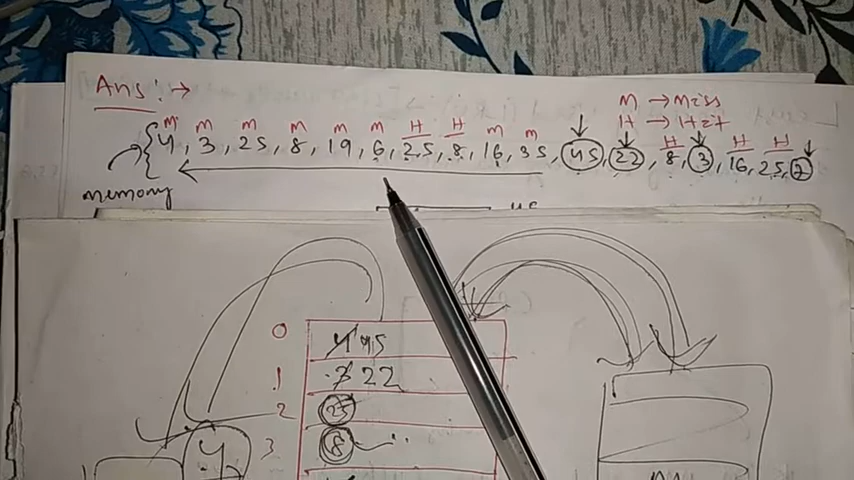 Ans:→
M → Miss
H → Hit
M M M M M M H H M M H H H
{4, 3, 25, 8, 19, 6, 25, 8, 16, 35, 45, 22, 8, 3, 16, 25, 2
memory
0 4 45
1 3 22
2 25
3 8